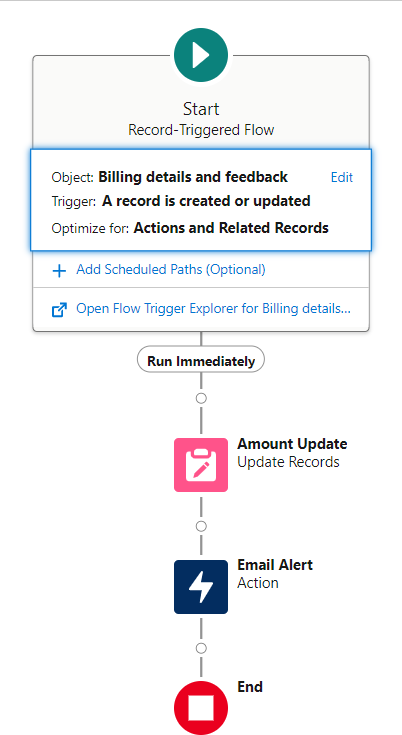 Start
Record-Triggered Flow
Object: Billing details and feedback Edit
Trigger: A record is created or updated
Optimize for: Actions and Related Records
Add Scheduled Paths (Optional)
Open Flow Trigger Explorer for Billing details...
Run Immediately
Amount Update
Update Records
Email Alert
Action
End